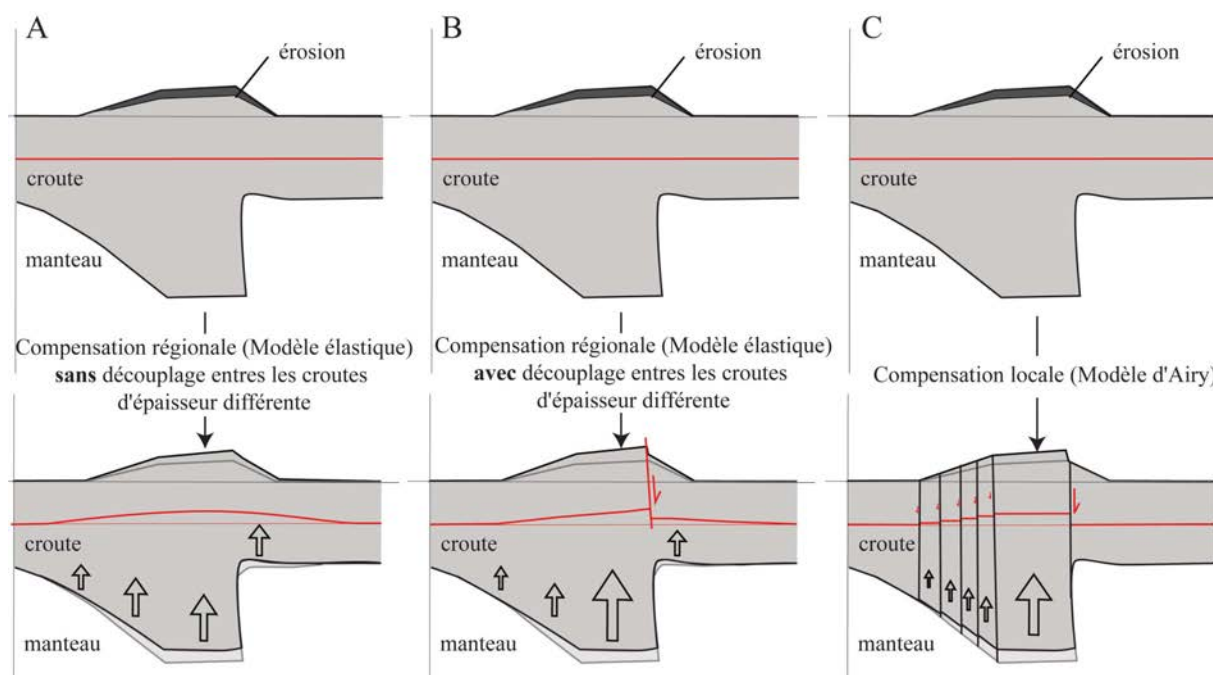 A
érosion
croute
manteau
Compensation régionale (Modèle élastique)
sans découplage entres les croutes
d'épaisseur différente
croute
manteau
B
érosion
croute
manteau
Compensation régionale (Modèle élastique)
avec découplage entres les croutes
d'épaisseur différente
croute
manteau
C
érosion
croute
manteau
Compensation locale (Modèle d'Airy)
croute
manteau